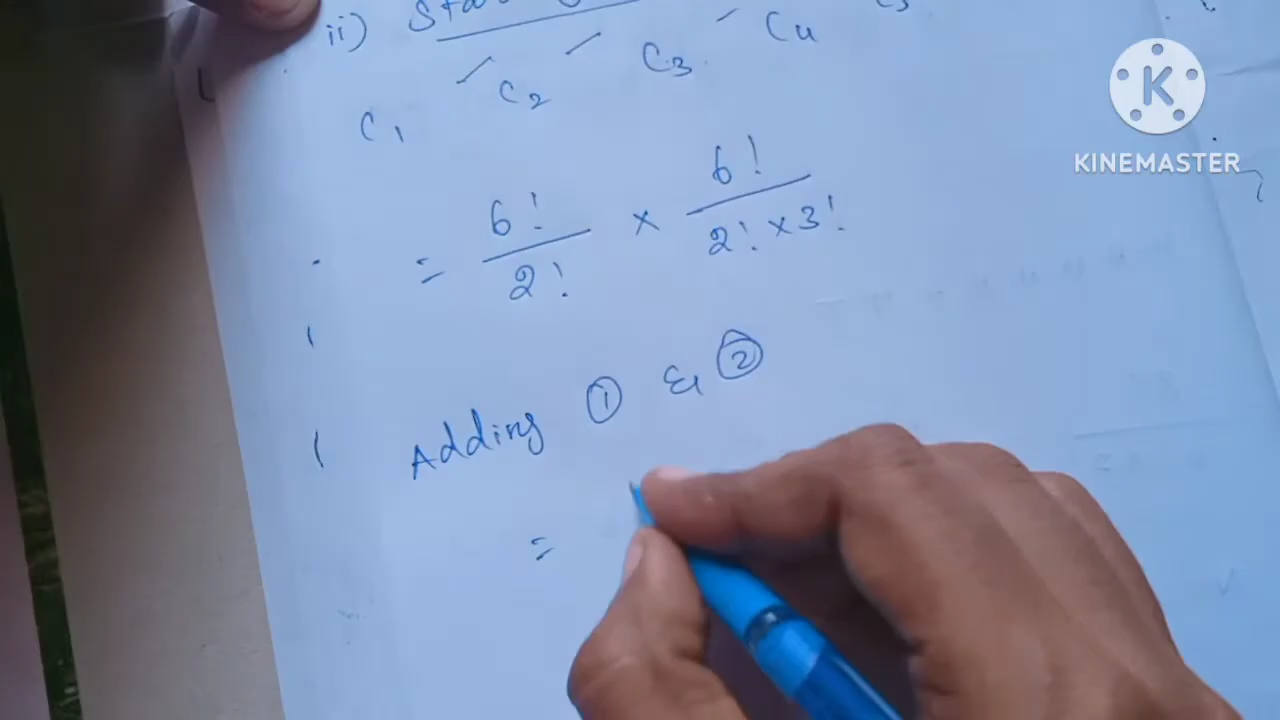 ii)
C1 C2 C3 C4
= 6!/2! × 6!/2!×3!
Adding ① & ②
=
K
KINEMASTER